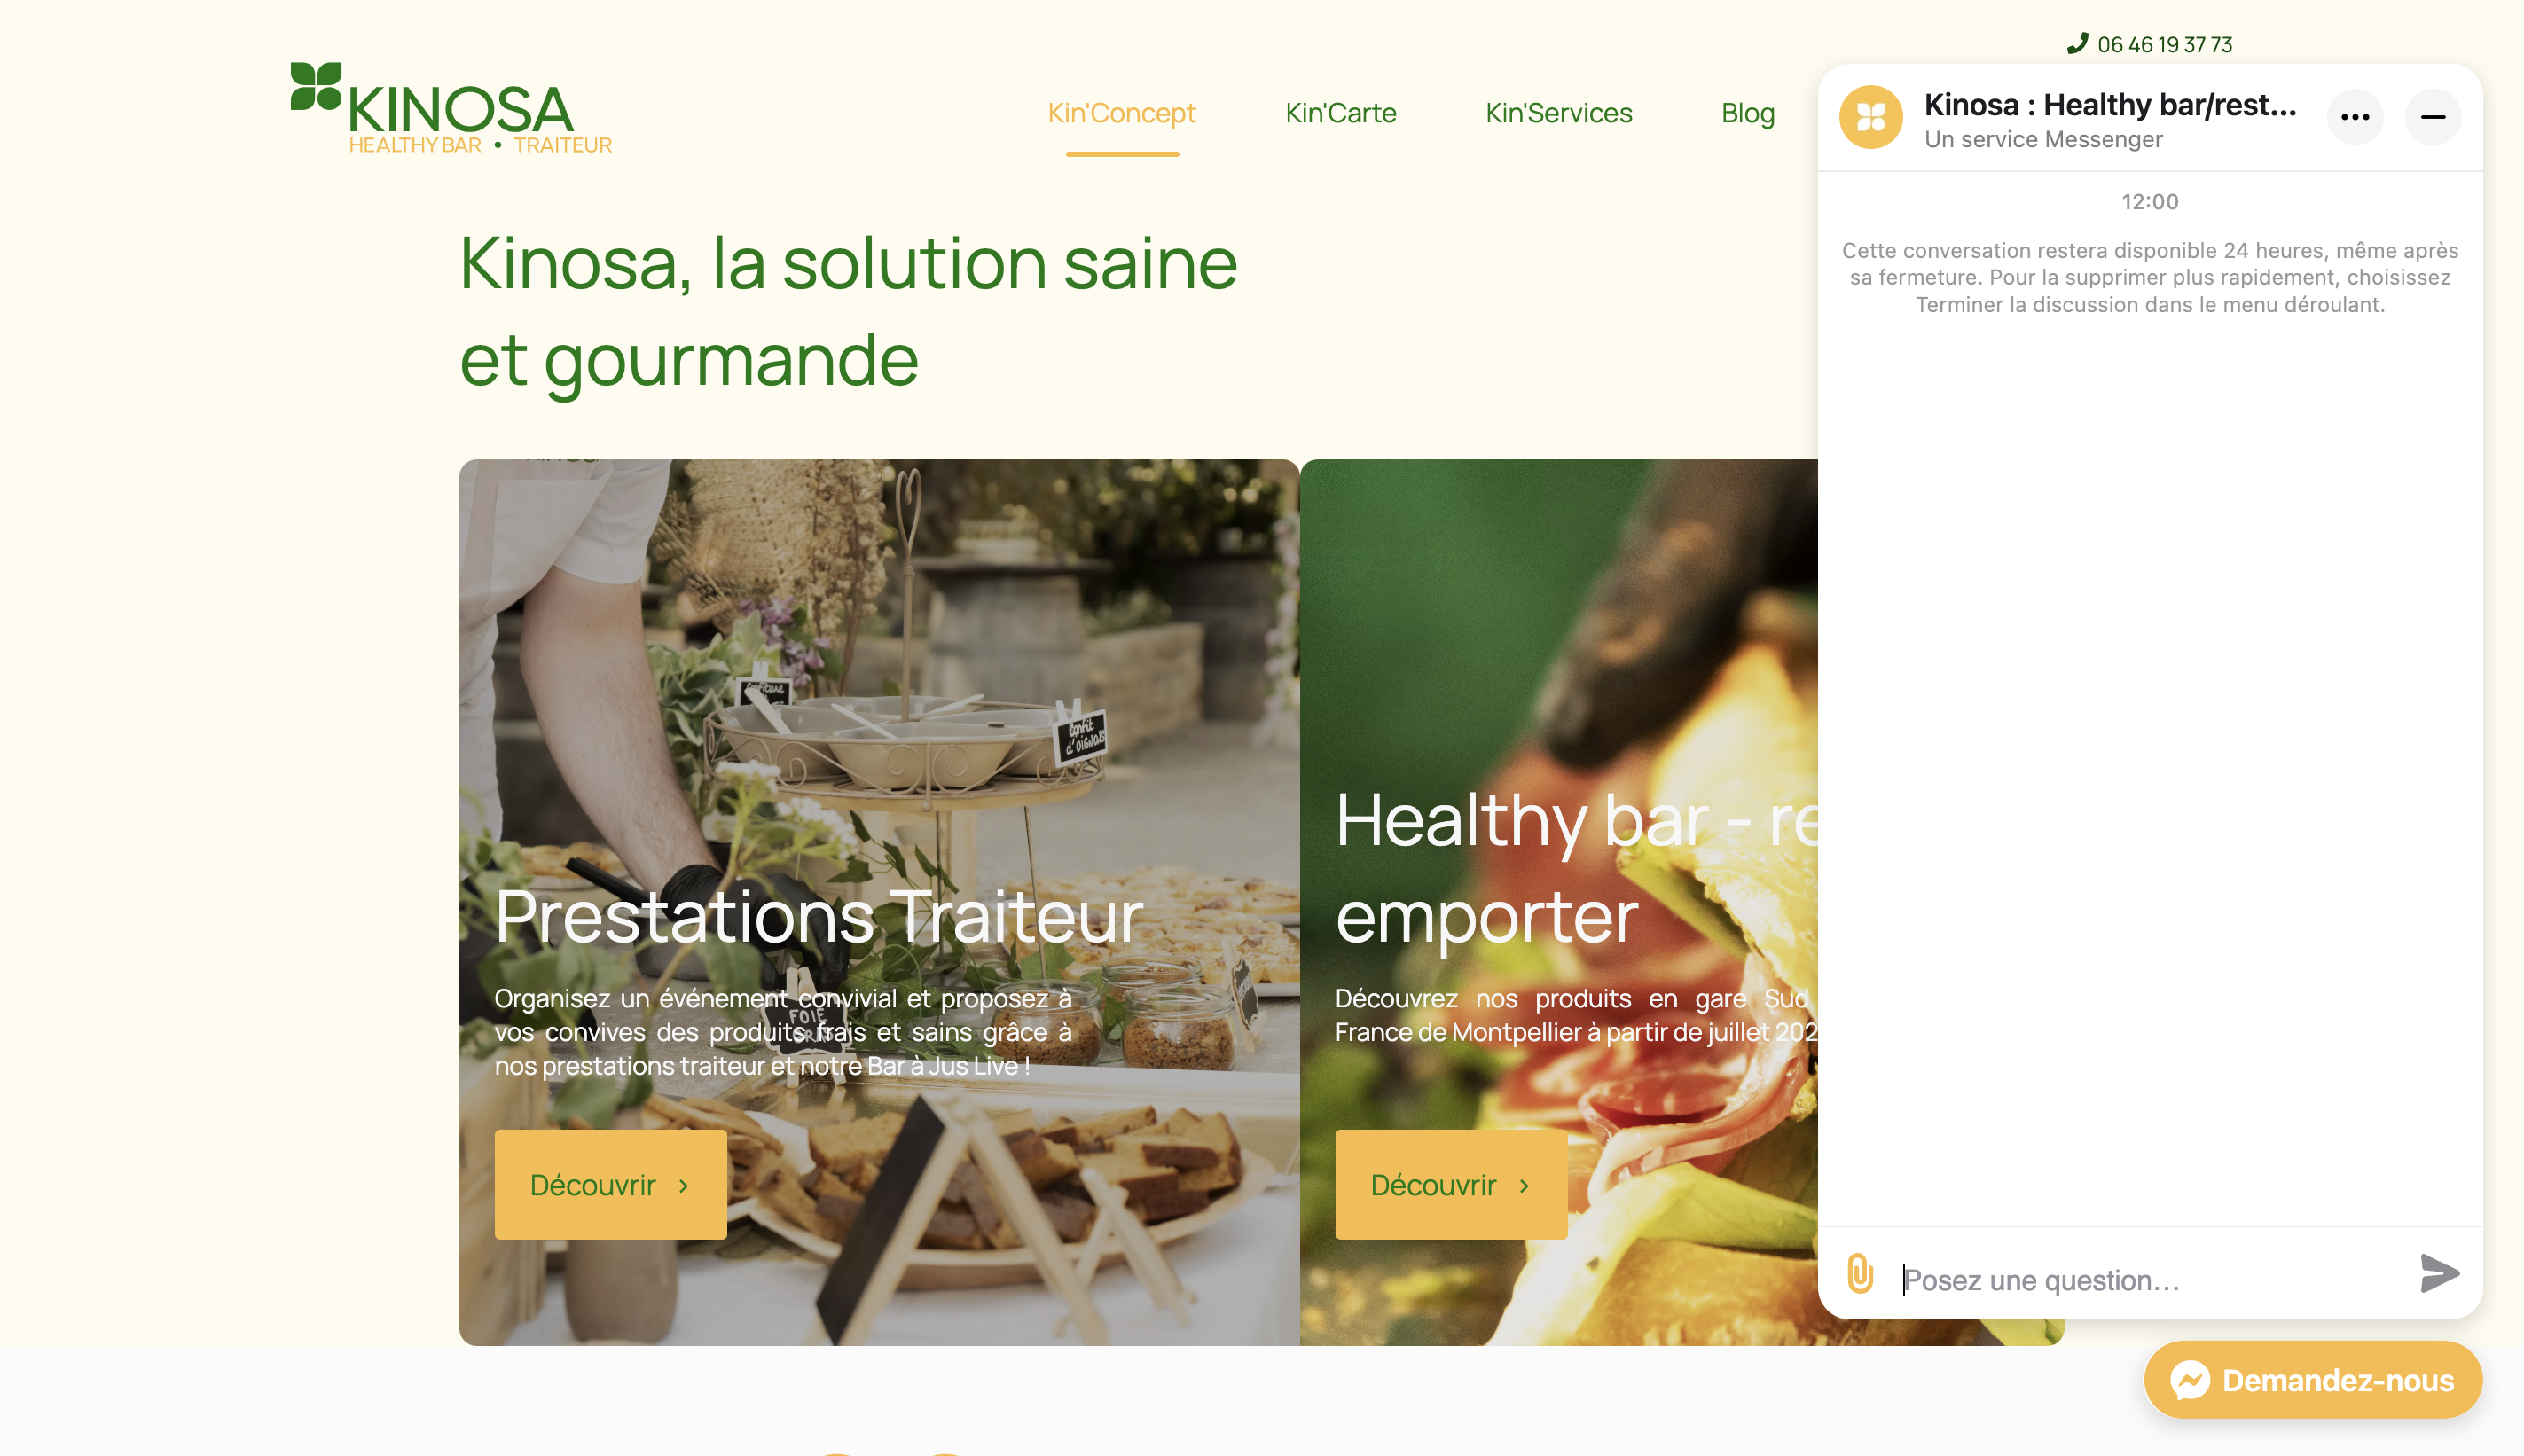 06 46 19 37 73
KINOSA
HEALTHY BAR • TRAITEUR
Kin'Concept
Kin'Carte
Kin'Services
Blog
Kinosa, la solution saine
et gourmande
Confit
d'oignons
Prestations Traiteur
FOIE
Organisez un événement convivial et proposez à
vos convives des produits frais et sains grâce à
nos prestations traiteur et notre Bar à Jus Live !
Découvrir
Healthy bar - re
emporter
Découvrez nos produits en gare Sud
France de Montpellier à partir de juillet 202
Découvrir
Kinosa : Healthy bar/rest...
Un service Messenger
12:00
Cette conversation restera disponible 24 heures, même après
sa fermeture. Pour la supprimer plus rapidement, choisissez
Terminer la discussion dans le menu déroulant.
Posez une question...
Demandez-nous